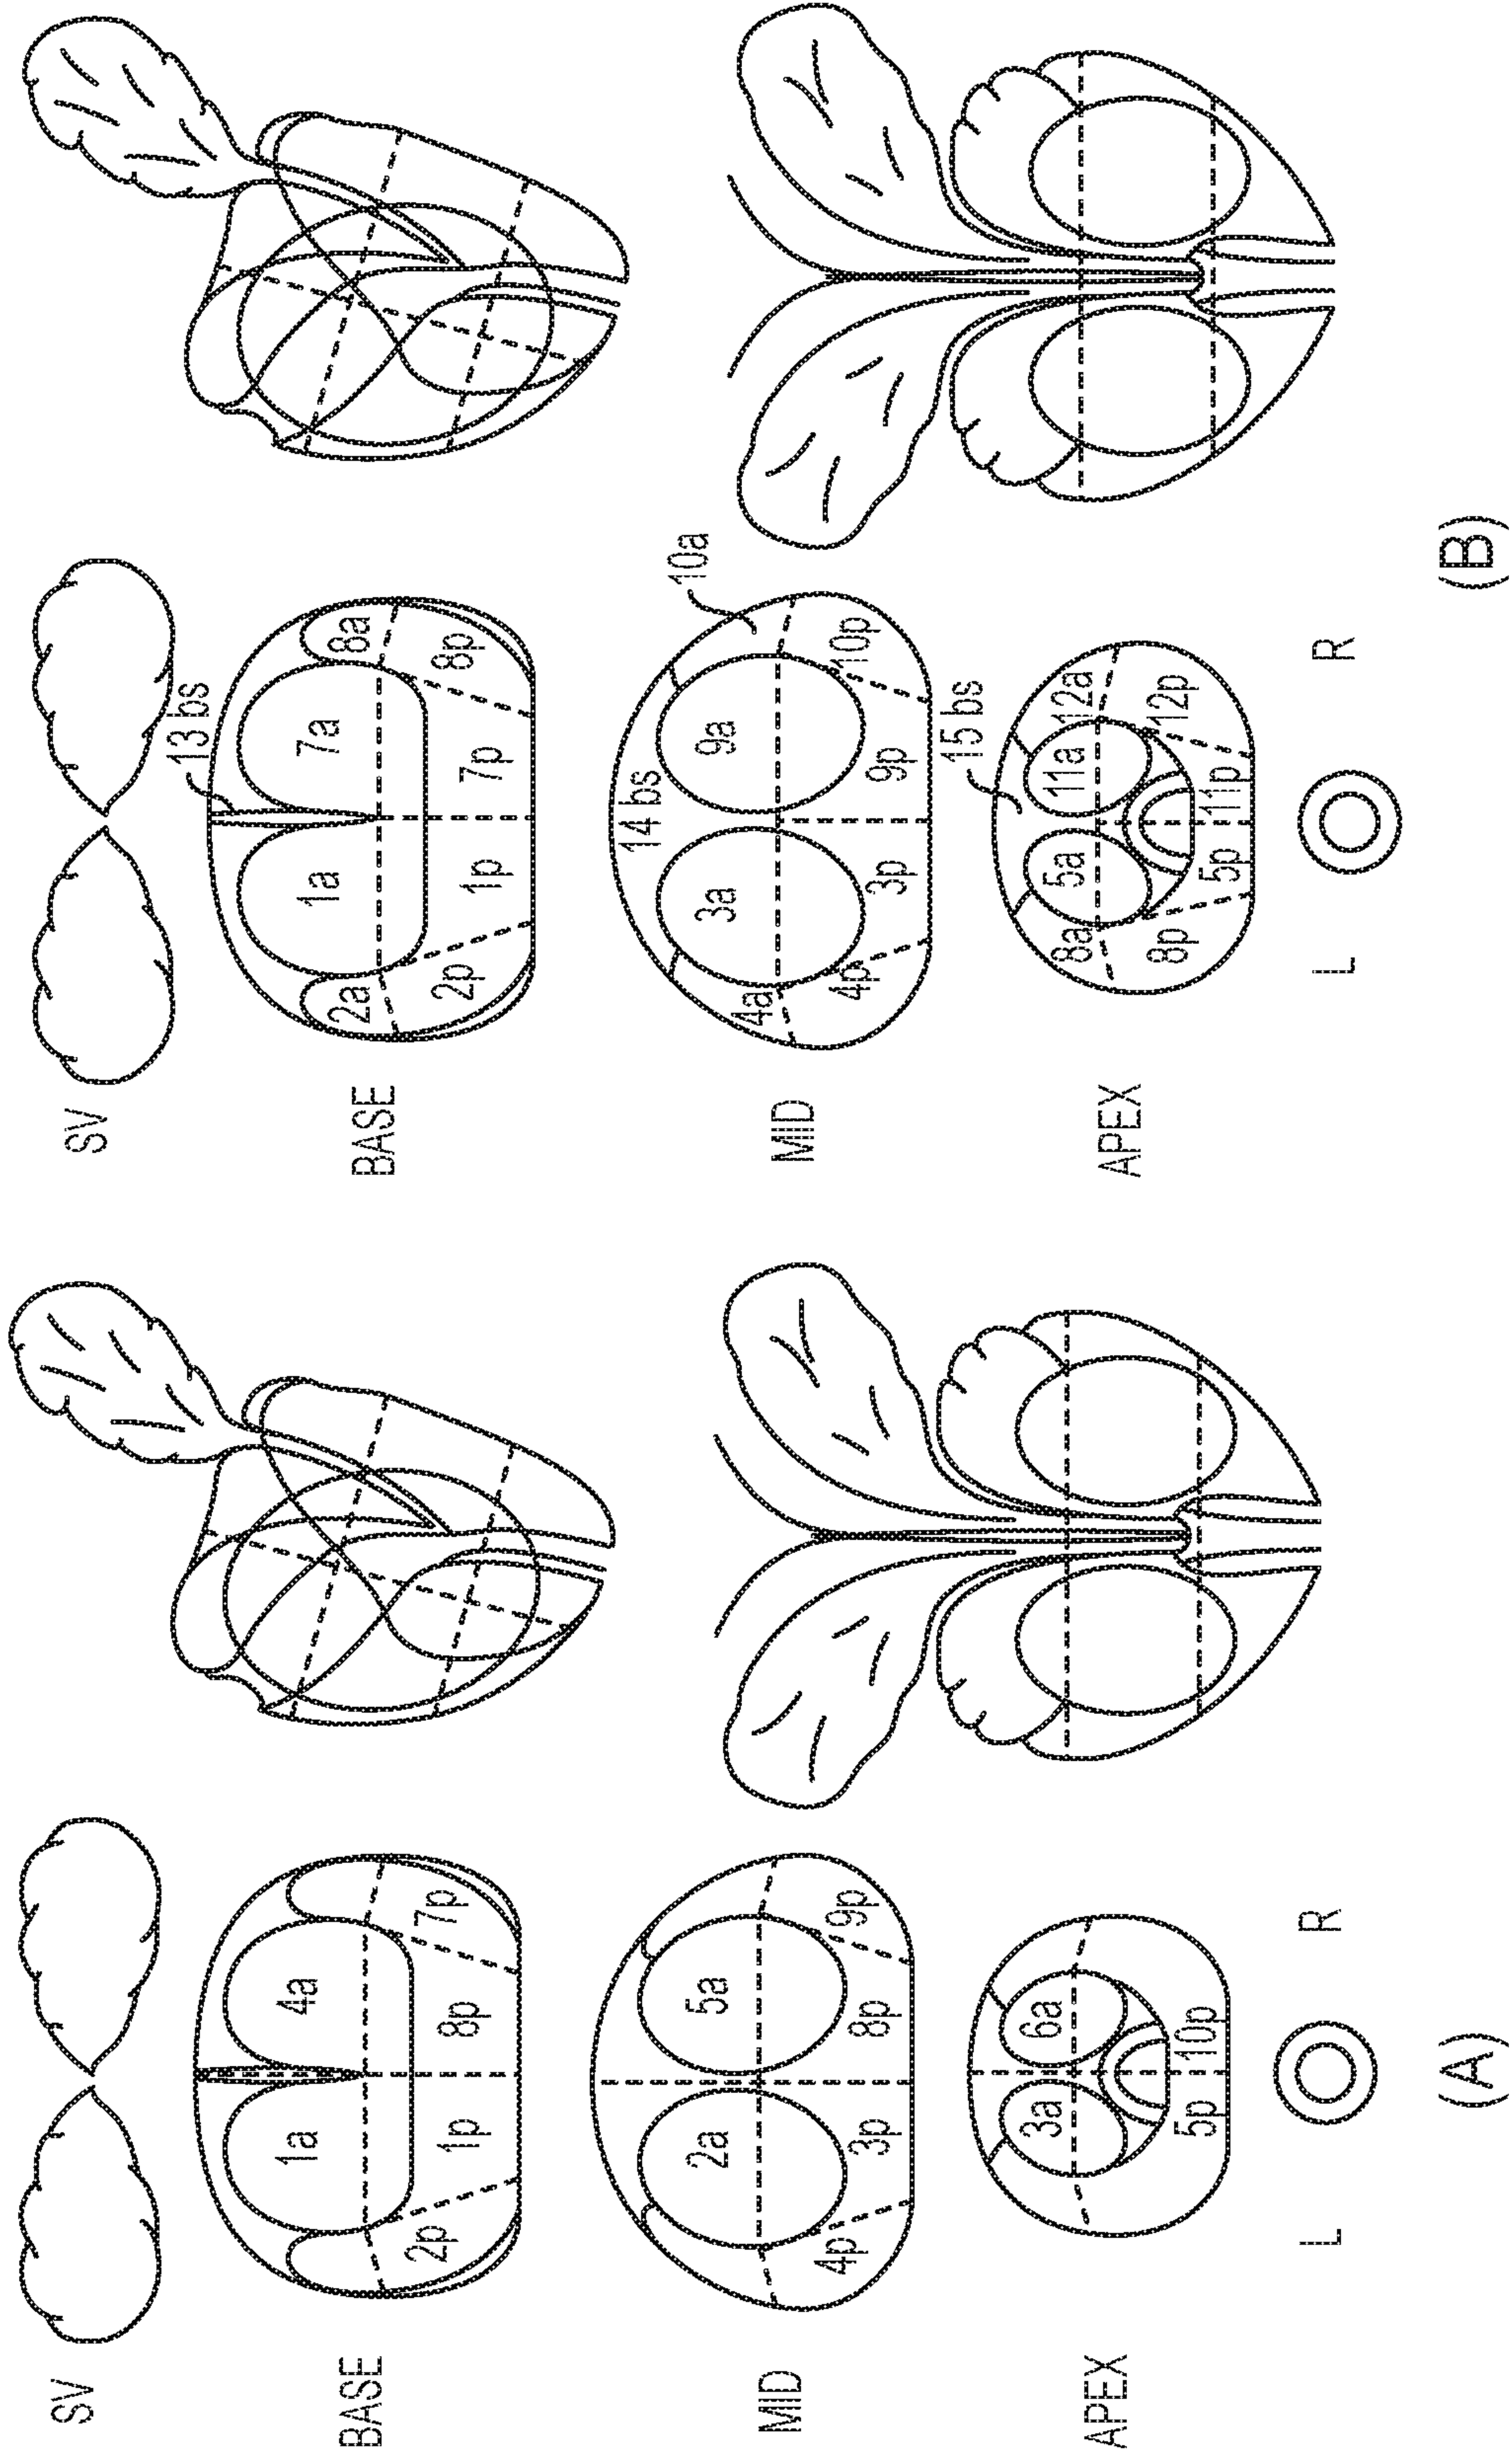 SV
BASE
1a
4a
2p
1p
8p
7p
MID
2a
5a
4p
3p
8p
9p
APEX
3a
6a
5p
10p
L
R
(A)
SV
13 bs
BASE
1a
7a
2a
8a
2p
1p
7p
8p
10a
MID
14 bs
3a
9a
4a
4p
3p
9p
10p
15 bs
APEX
5a
11a
8a
12a
8p
5p
11p
12p
L
R
(B)